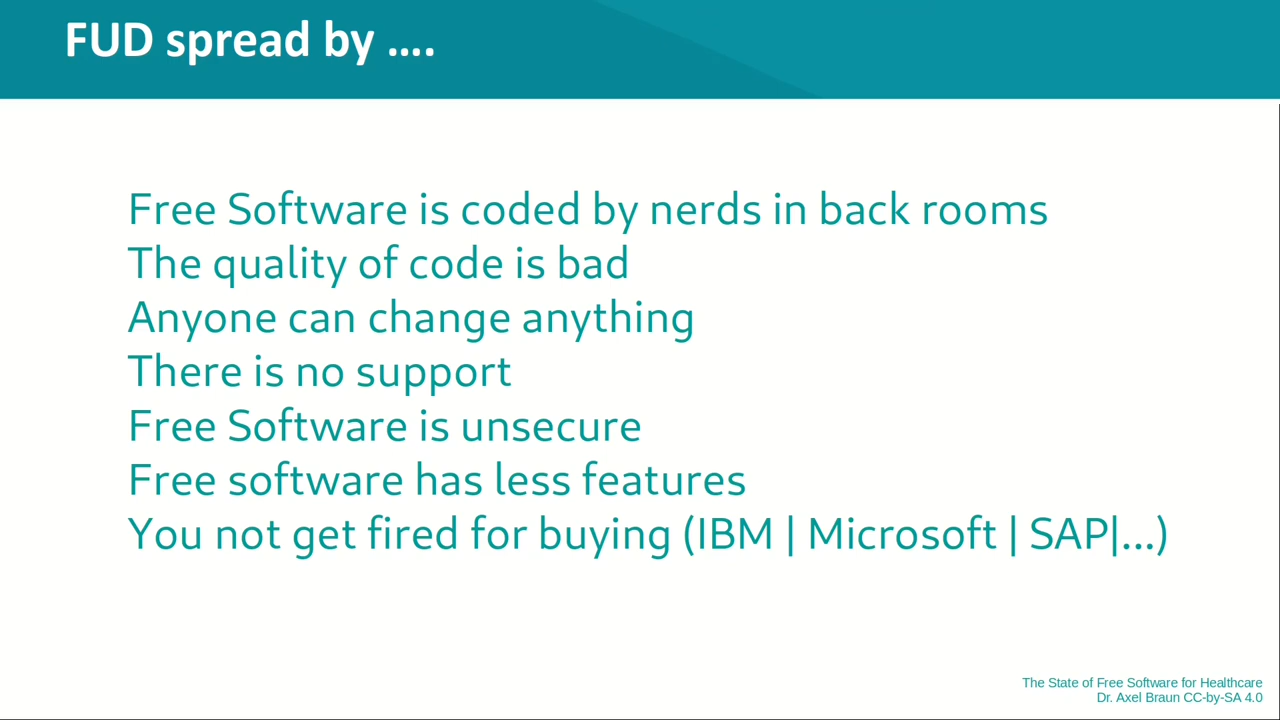 FUD spread by ....
Free Software is coded by nerds in back rooms
The quality of code is bad
Anyone can change anything
There is no support
Free Software is unsecure
Free software has less features
You not get fired for buying (IBM | Microsoft | SAP|...)
The State of Free Software for Healthcare
Dr. Axel Braun CC-by-SA 4.0